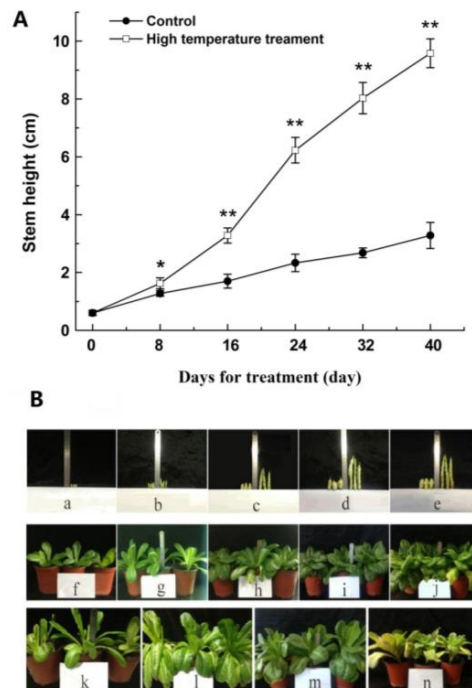 A
Control
High temperature treament
10
8
6
4
2
0
Stem height (cm)
*
**
**
**
**
0 8 16 24 32 40
Days for treatment (day)
B
a b c d e
f g h i j
k l m n